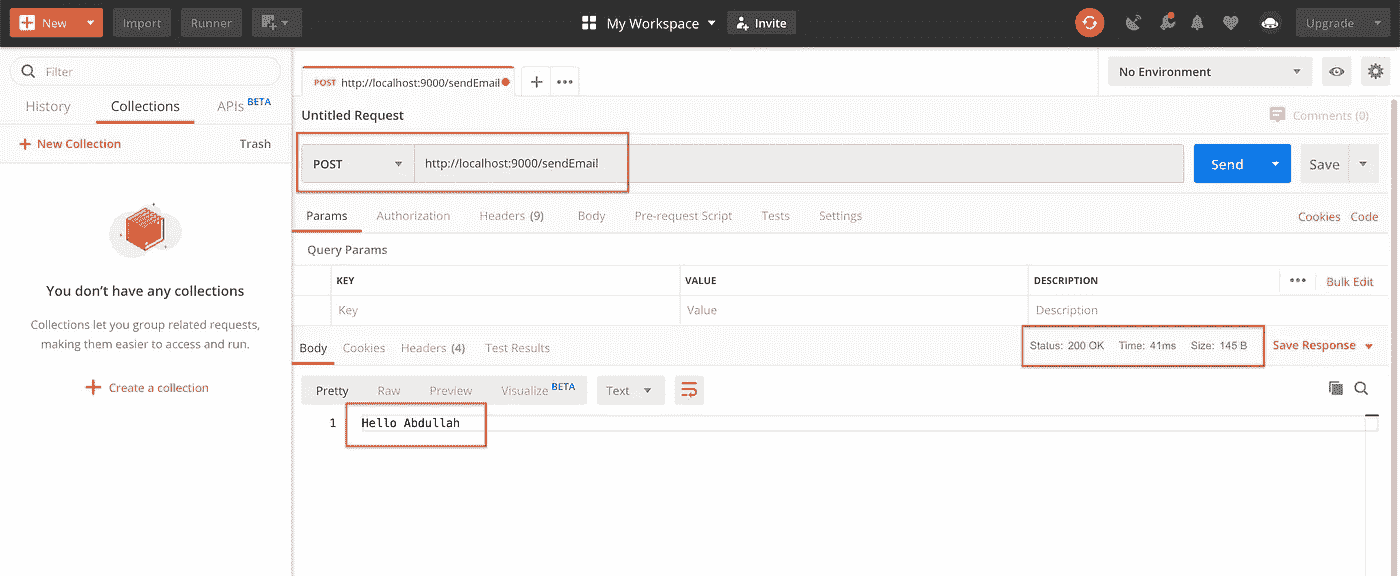 New Import Runner My Workspace Invite Upgrade
Filter
History Collections APIs BETA
+ New Collection Trash
You don’t have any collections
Collections let you group related requests,
making them easier to access and run.
+ Create a collection
POST http://localhost:9000/sendEmail + ••• No Environment
Untitled Request Comments (0)
POST http://localhost:9000/sendEmail Send Save
Params Authorization Headers (9) Body Pre-request Script Tests Settings Cookies Code
Query Params
KEY VALUE DESCRIPTION ••• Bulk Edit
Key Value Description
Body Cookies Headers (4) Test Results Status: 200 OK Time: 41ms Size: 145 B Save Response
Pretty Raw Preview Visualize BETA Text
1 Hello Abdullah